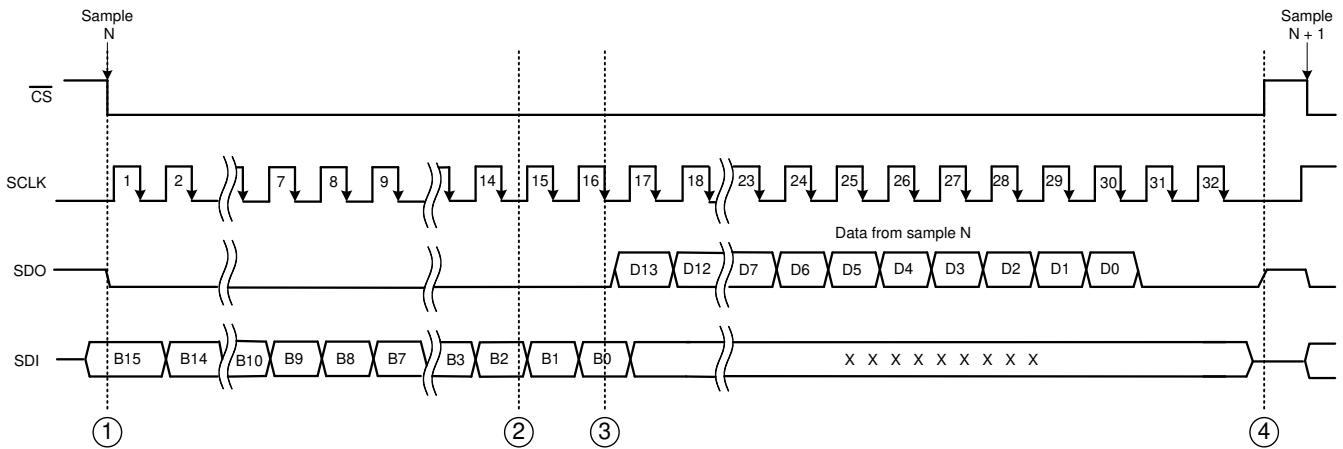 Sample Sample
N N + 1
CS
SCLK 1 2 7 8 9 14 15 16 17 18 23 24 25 26 27 28 29 30 31 32
Data from sample N
SDO D13 D12 D7 D6 D5 D4 D3 D2 D1 D0
SDI B15 B14 B10 B9 B8 B7 B3 B2 B1 B0 X X X X X X X X X
1 2 3 4